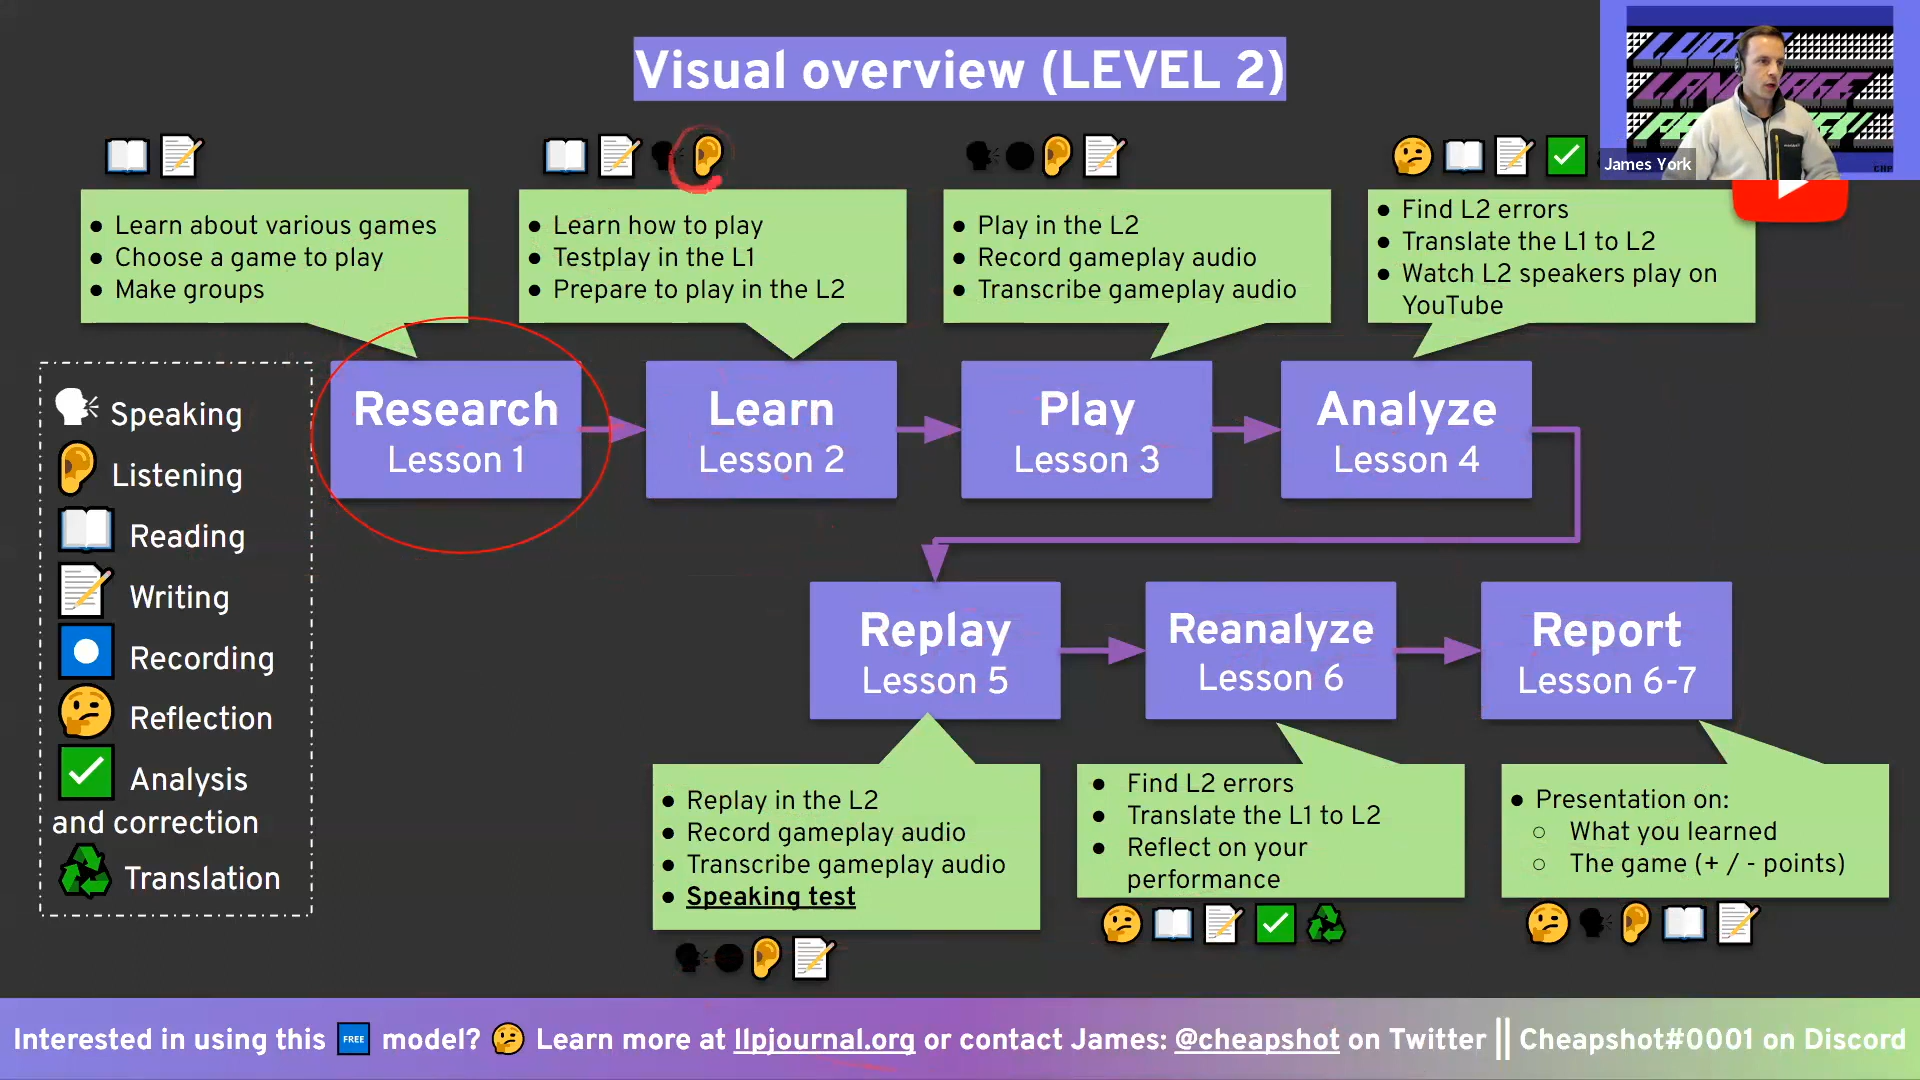 Visual overview (LEVEL 2)
LUDIC
LANGUAGE
PEDAGOGY
James York
● Learn about various games
● Choose a game to play
● Make groups
● Learn how to play
● Testplay in the L1
● Prepare to play in the L2
● Play in the L2
● Record gameplay audio
● Transcribe gameplay audio
● Find L2 errors
● Translate the L1 to L2
● Watch L2 speakers play on
YouTube
Research
Lesson 1
Learn
Lesson 2
Play
Lesson 3
Analyze
Lesson 4
Speaking
Listening
Reading
Writing
Recording
Reflection
Analysis
and correction
Translation
Replay
Lesson 5
Reanalyze
Lesson 6
Report
Lesson 6-7
● Replay in the L2
● Record gameplay audio
● Transcribe gameplay audio
● Speaking test
● Find L2 errors
● Translate the L1 to L2
● Reflect on your
performance
● Presentation on:
○ What you learned
○ The game (+ / - points)
Interested in using this FREE model? 🤔 Learn more at llpjournal.org or contact James: @cheapshot on Twitter || Cheapshot#0001 on Discord